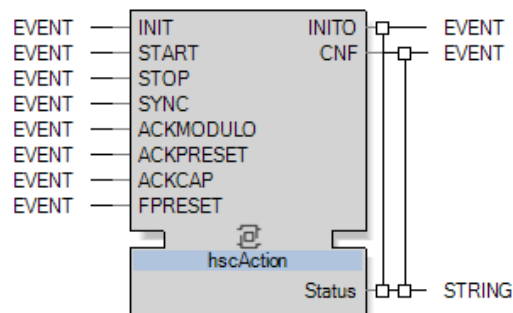 EVENT INIT INITO EVENT
EVENT START CNF EVENT
EVENT STOP
EVENT SYNC
EVENT ACKMODULO
EVENT ACKPRESET
EVENT ACKCAP
EVENT FPRESET
hscAction
Status STRING